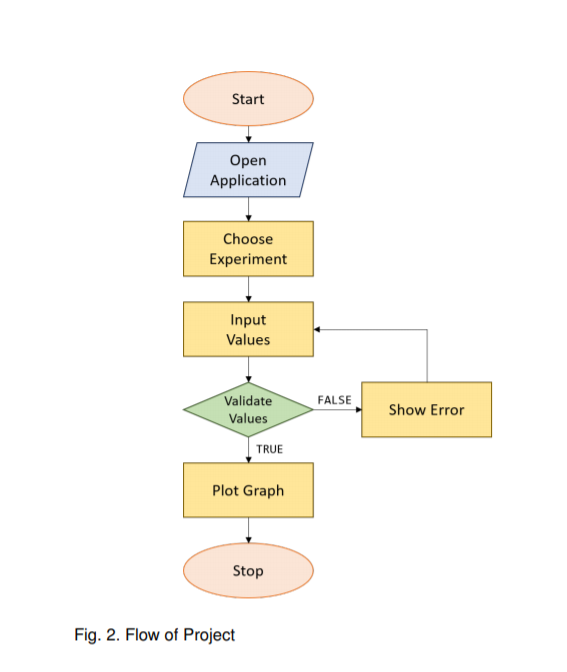 Start
Open
Application
Choose
Experiment
Input
Values
Validate
Values
FALSE
Show Error
TRUE
Plot Graph
Stop
Fig. 2. Flow of Project